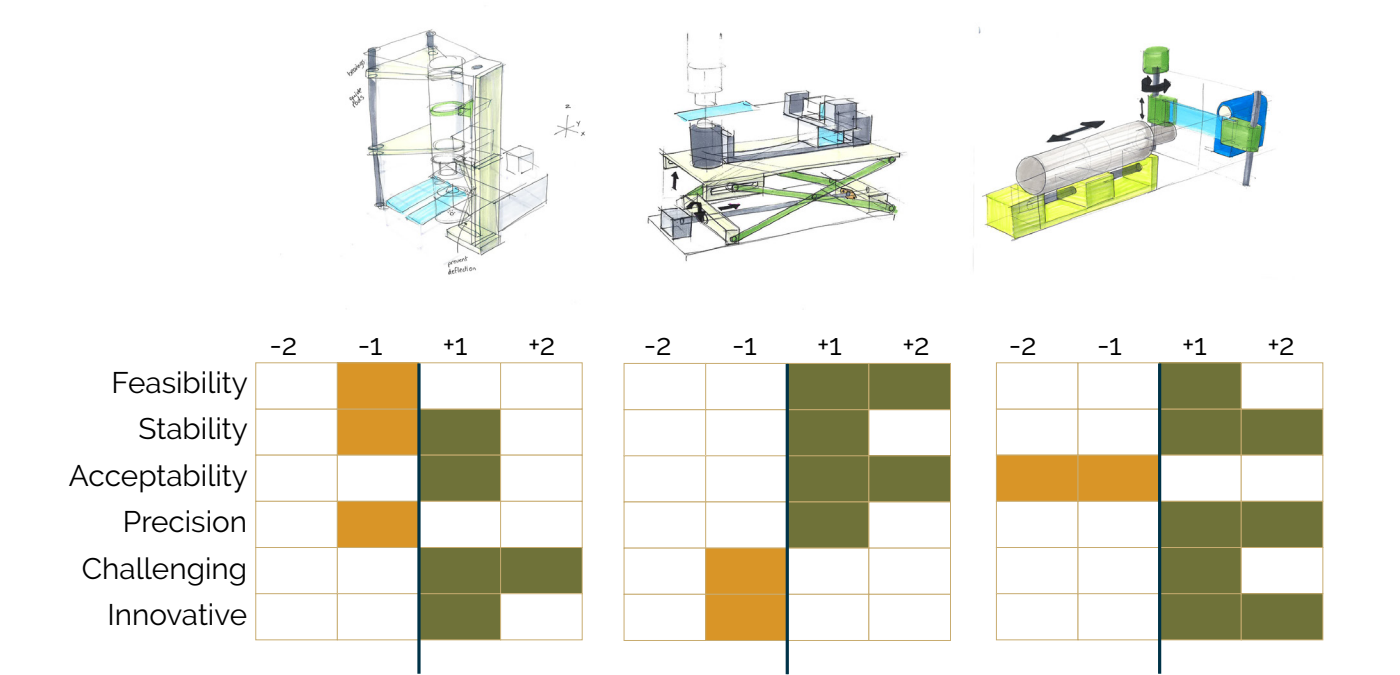 bearings
guide
rods
Z
Y
X
prevent
deflection
-2 -1 +1 +2
-2 -1 +1 +2
-2 -1 +1 +2
Feasibility
Stability
Acceptability
Precision
Challenging
Innovative